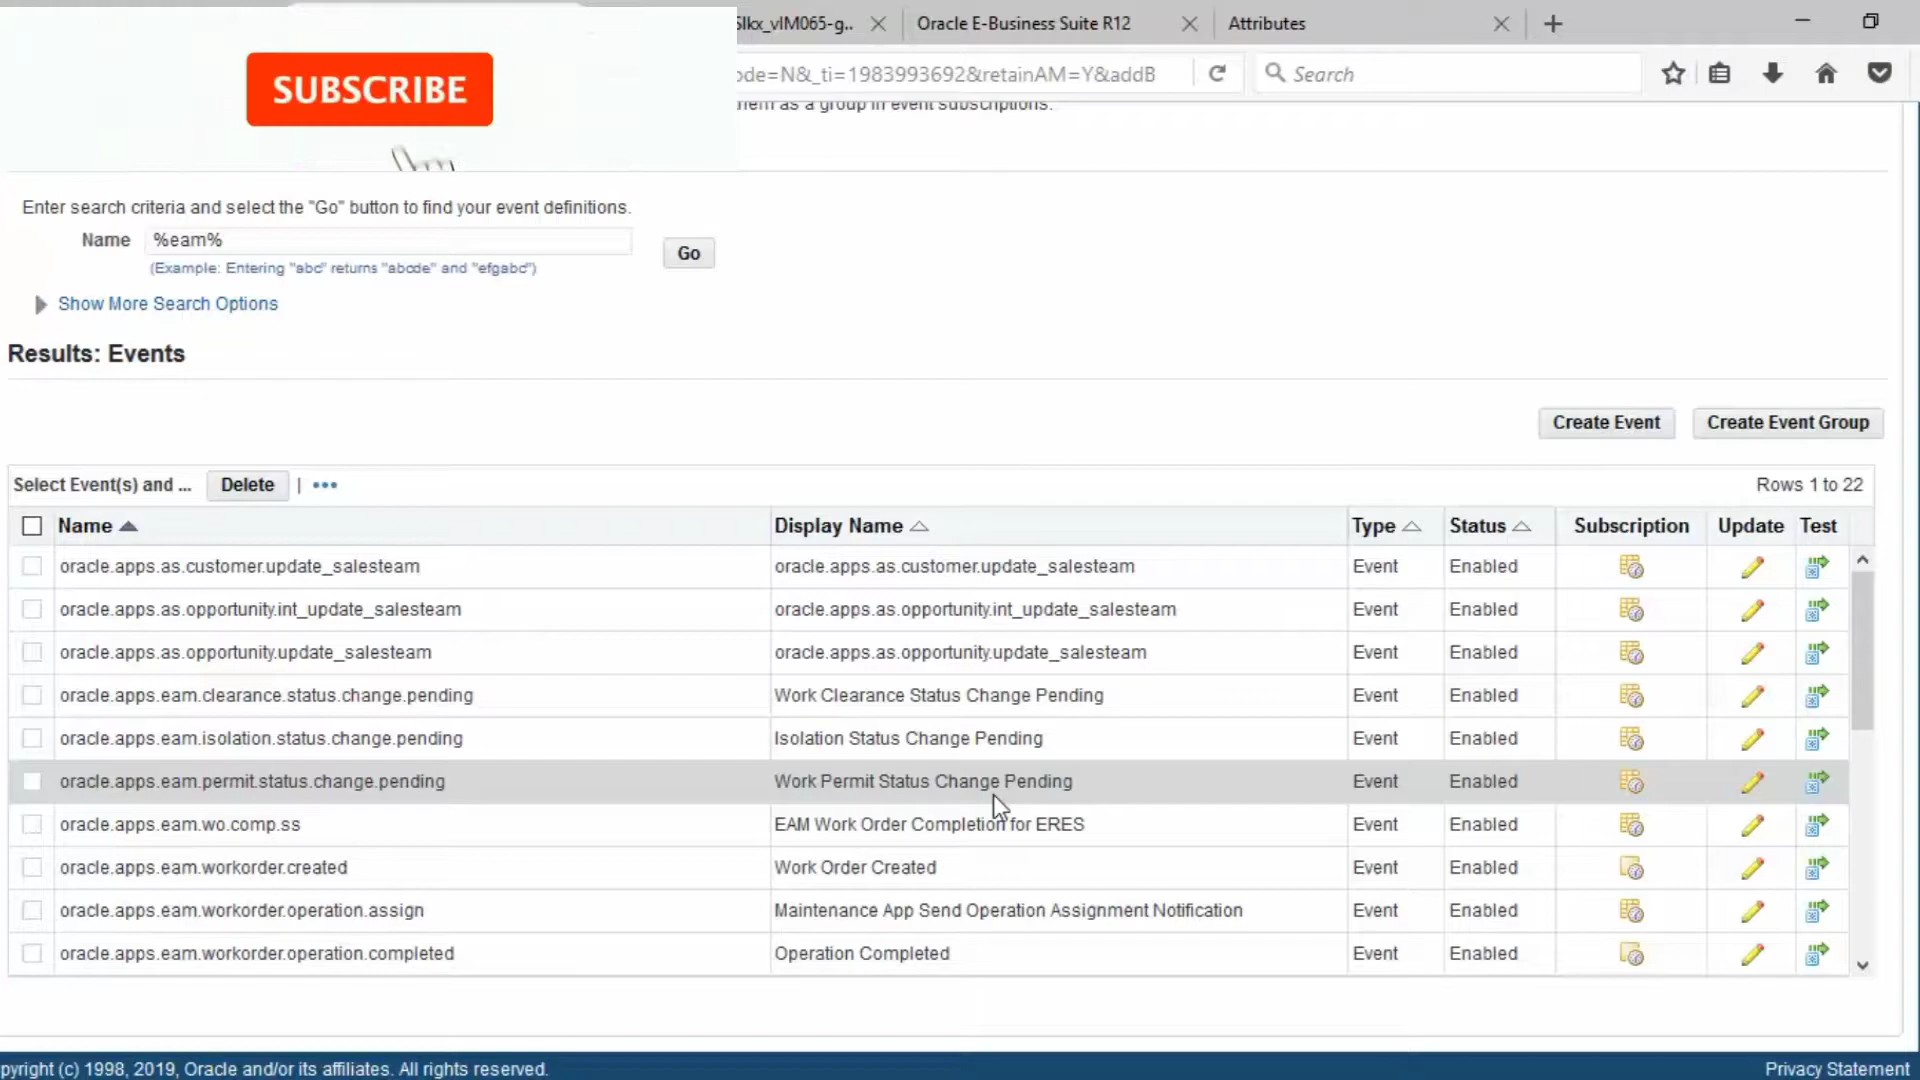 SUBSCRIBE
Slkx_vIM065-g..
Oracle E-Business Suite R12
Attributes
ode=N&_ti=1983993692&retainAM=Y&addB
Search
them as a group in event subscriptions.
Enter search criteria and select the "Go" button to find your event definitions.
Name %eam% Go
(Example: Entering "abc" returns "abcde" and "efgabc")
Show More Search Options
Results: Events
Create Event Create Event Group
Select Event(s) and ... Delete | ••• Rows 1 to 22
Name Display Name Type Status Subscription Update Test
oracle.apps.as.customer.update_salesteam oracle.apps.as.customer.update_salesteam Event Enabled
oracle.apps.as.opportunity.int_update_salesteam oracle.apps.as.opportunity.int_update_salesteam Event Enabled
oracle.apps.as.opportunity.update_salesteam oracle.apps.as.opportunity.update_salesteam Event Enabled
oracle.apps.eam.clearance.status.change.pending Work Clearance Status Change Pending Event Enabled
oracle.apps.eam.isolation.status.change.pending Isolation Status Change Pending Event Enabled
oracle.apps.eam.permit.status.change.pending Work Permit Status Change Pending Event Enabled
oracle.apps.eam.wo.comp.ss EAM Work Order Completion for ERES Event Enabled
oracle.apps.eam.workorder.created Work Order Created Event Enabled
oracle.apps.eam.workorder.operation.assign Maintenance App Send Operation Assignment Notification Event Enabled
oracle.apps.eam.workorder.operation.completed Operation Completed Event Enabled
pyright (c) 1998, 2019, Oracle and/or its affiliates. All rights reserved. Privacy Statement